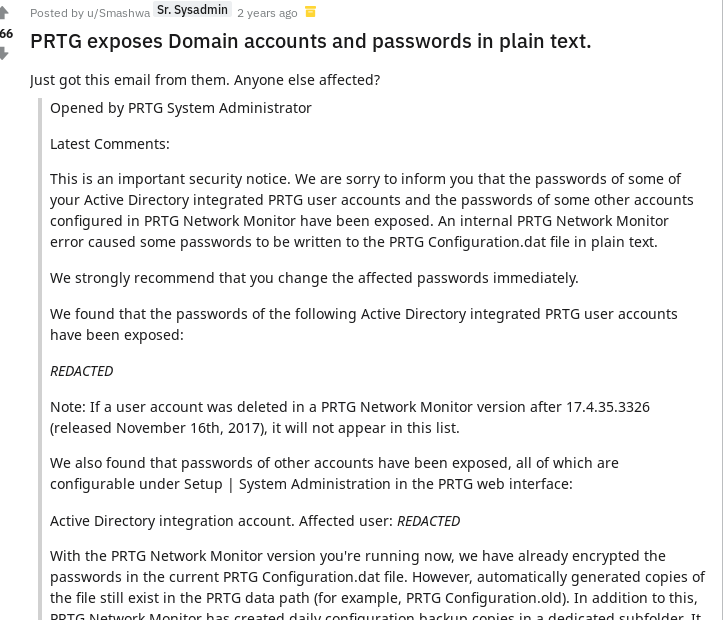 Posted by u/Smashwa Sr. Sysadmin 2 years ago
66
PRTG exposes Domain accounts and passwords in plain text.
Just got this email from them. Anyone else affected?
Opened by PRTG System Administrator
Latest Comments:
This is an important security notice. We are sorry to inform you that the passwords of some of
your Active Directory integrated PRTG user accounts and the passwords of some other accounts
configured in PRTG Network Monitor have been exposed. An internal PRTG Network Monitor
error caused some passwords to be written to the PRTG Configuration.dat file in plain text.
We strongly recommend that you change the affected passwords immediately.
We found that the passwords of the following Active Directory integrated PRTG user accounts
have been exposed:
REDACTED
Note: If a user account was deleted in a PRTG Network Monitor version after 17.4.35.3326
(released November 16th, 2017), it will not appear in this list.
We also found that passwords of other accounts have been exposed, all of which are
configurable under Setup | System Administration in the PRTG web interface:
Active Directory integration account. Affected user: REDACTED
With the PRTG Network Monitor version you're running now, we have already encrypted the
passwords in the current PRTG Configuration.dat file. However, automatically generated copies of
the file still exist in the PRTG data path (for example, PRTG Configuration.old). In addition to this,
PRTG Network Monitor has created daily configuration backup copies in a dedicated subfolder. It